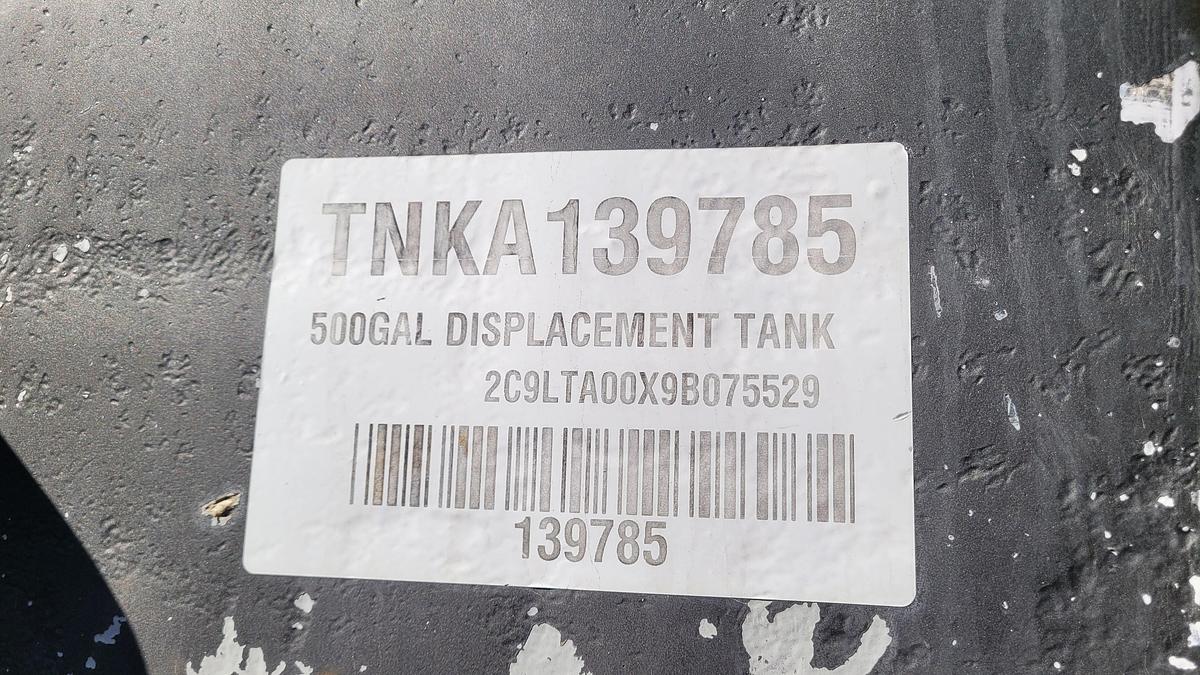 TNKA139785
500GAL DISPLACEMENT TANK
2C9LTA00X9B075529
139785